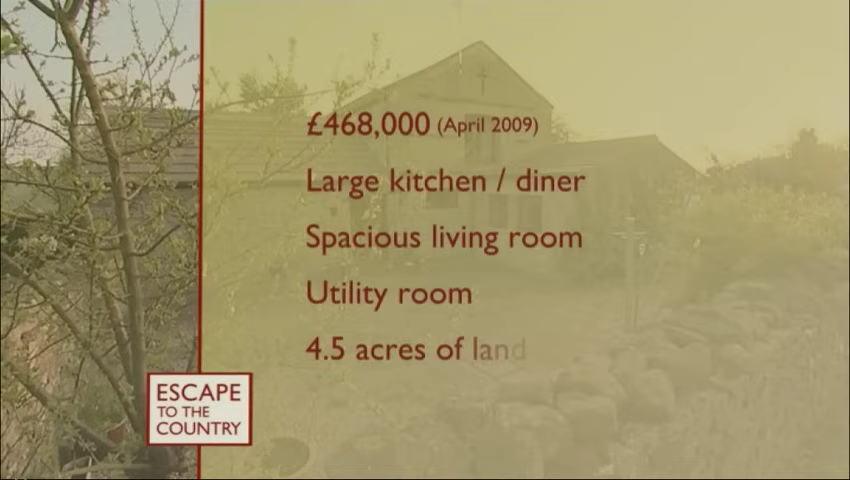 £468,000 (April 2009)
Large kitchen / diner
Spacious living room
Utility room
4.5 acres of land
ESCAPE
TO THE
COUNTRY